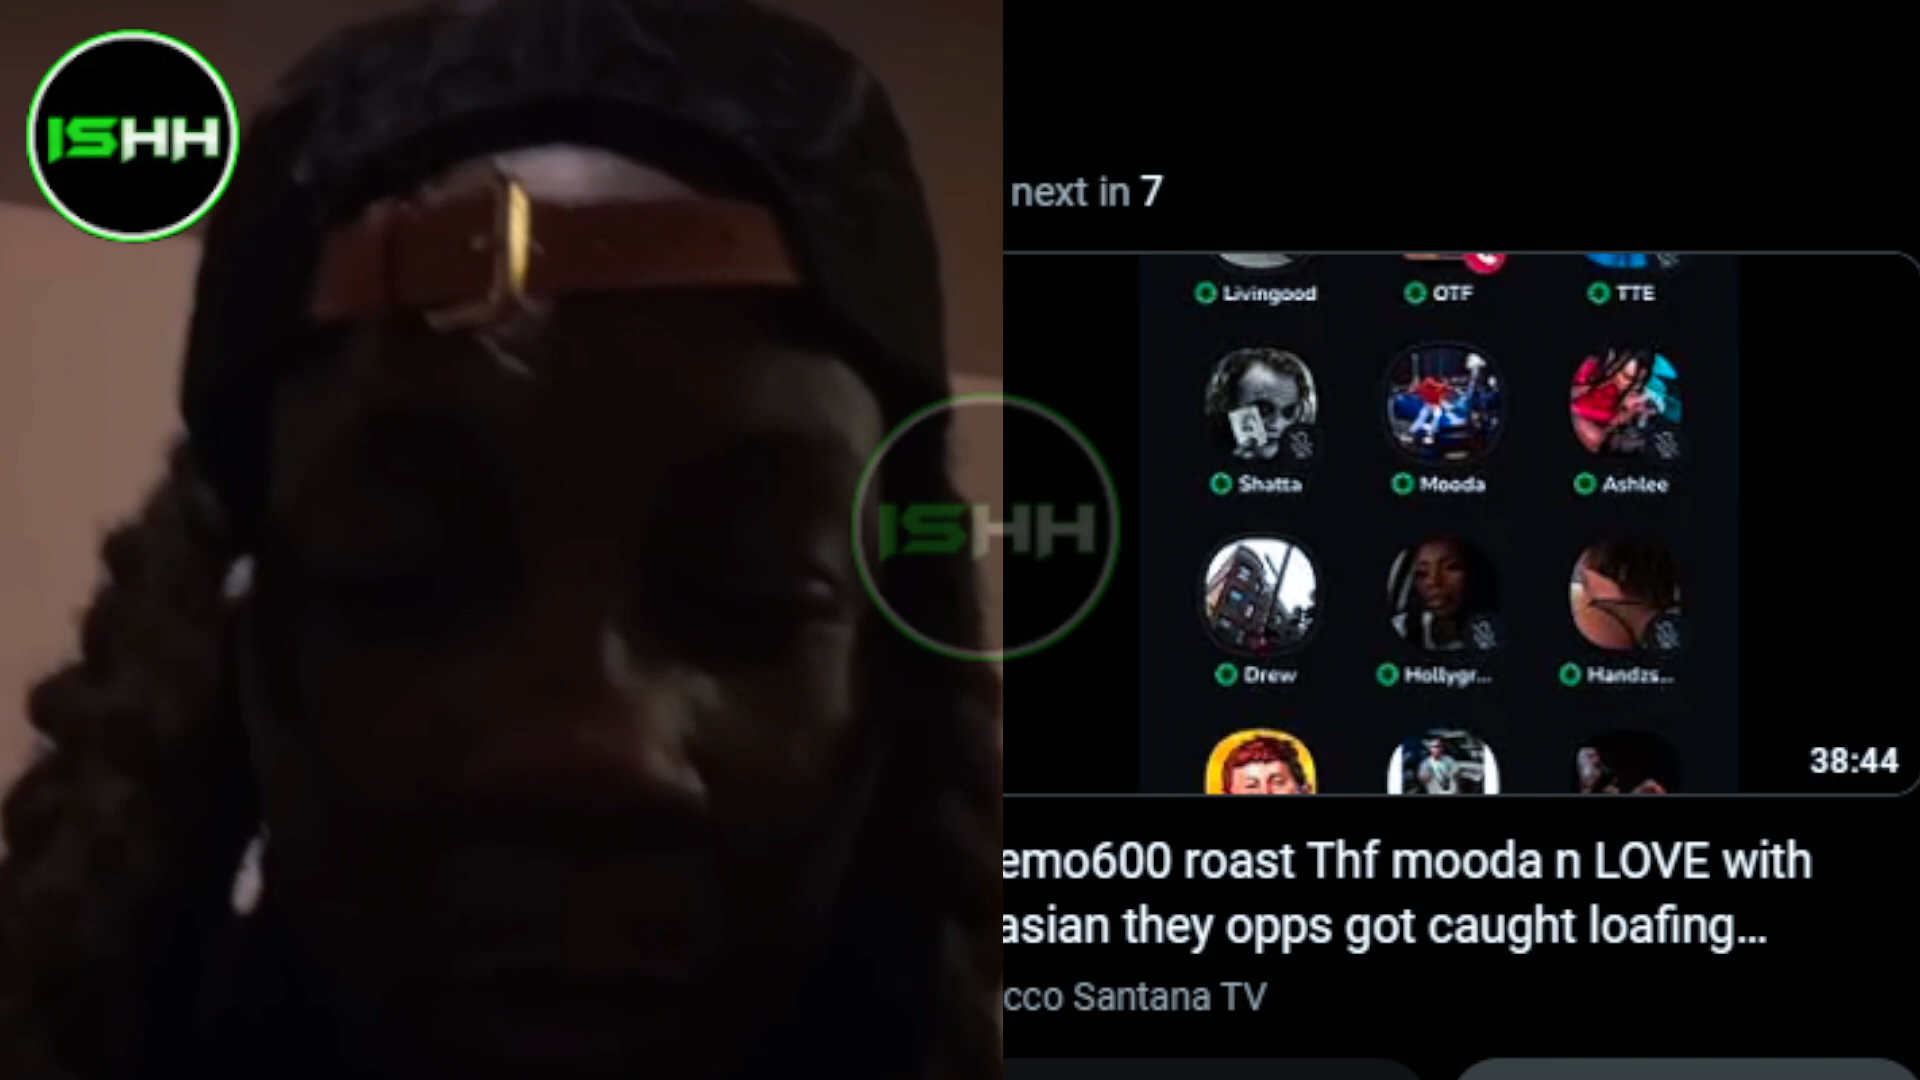 ISHH
next in 7
Livingood OTF TTE
ISHH
Shatta Mooda Ashlee
Drew Hollygr... Handzs...
38:44
emo600 roast Thf mooda n LOVE with
asian they opps got caught loafing...
cco Santana TV